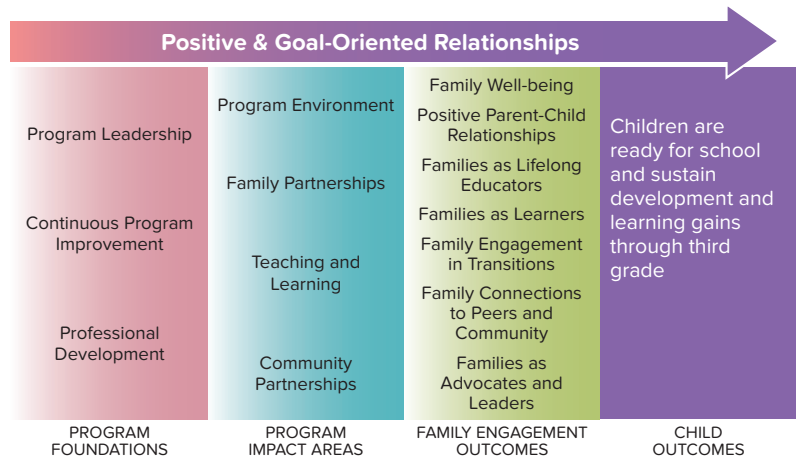 Positive & Goal-Oriented Relationships
Program Leadership
Continuous Program
Improvement
Professional
Development
PROGRAM
FOUNDATIONS
Program Environment
Family Partnerships
Teaching and
Learning
Community
Partnerships
PROGRAM
IMPACT AREAS
Family Well-being
Positive Parent-Child
Relationships
Families as Lifelong
Educators
Families as Learners
Family Engagement
in Transitions
Family Connections
to Peers and
Community
Families as
Advocates and
Leaders
FAMILY ENGAGEMENT
OUTCOMES
Children are
ready for school
and sustain
development and
learning gains
through third
grade
CHILD
OUTCOMES